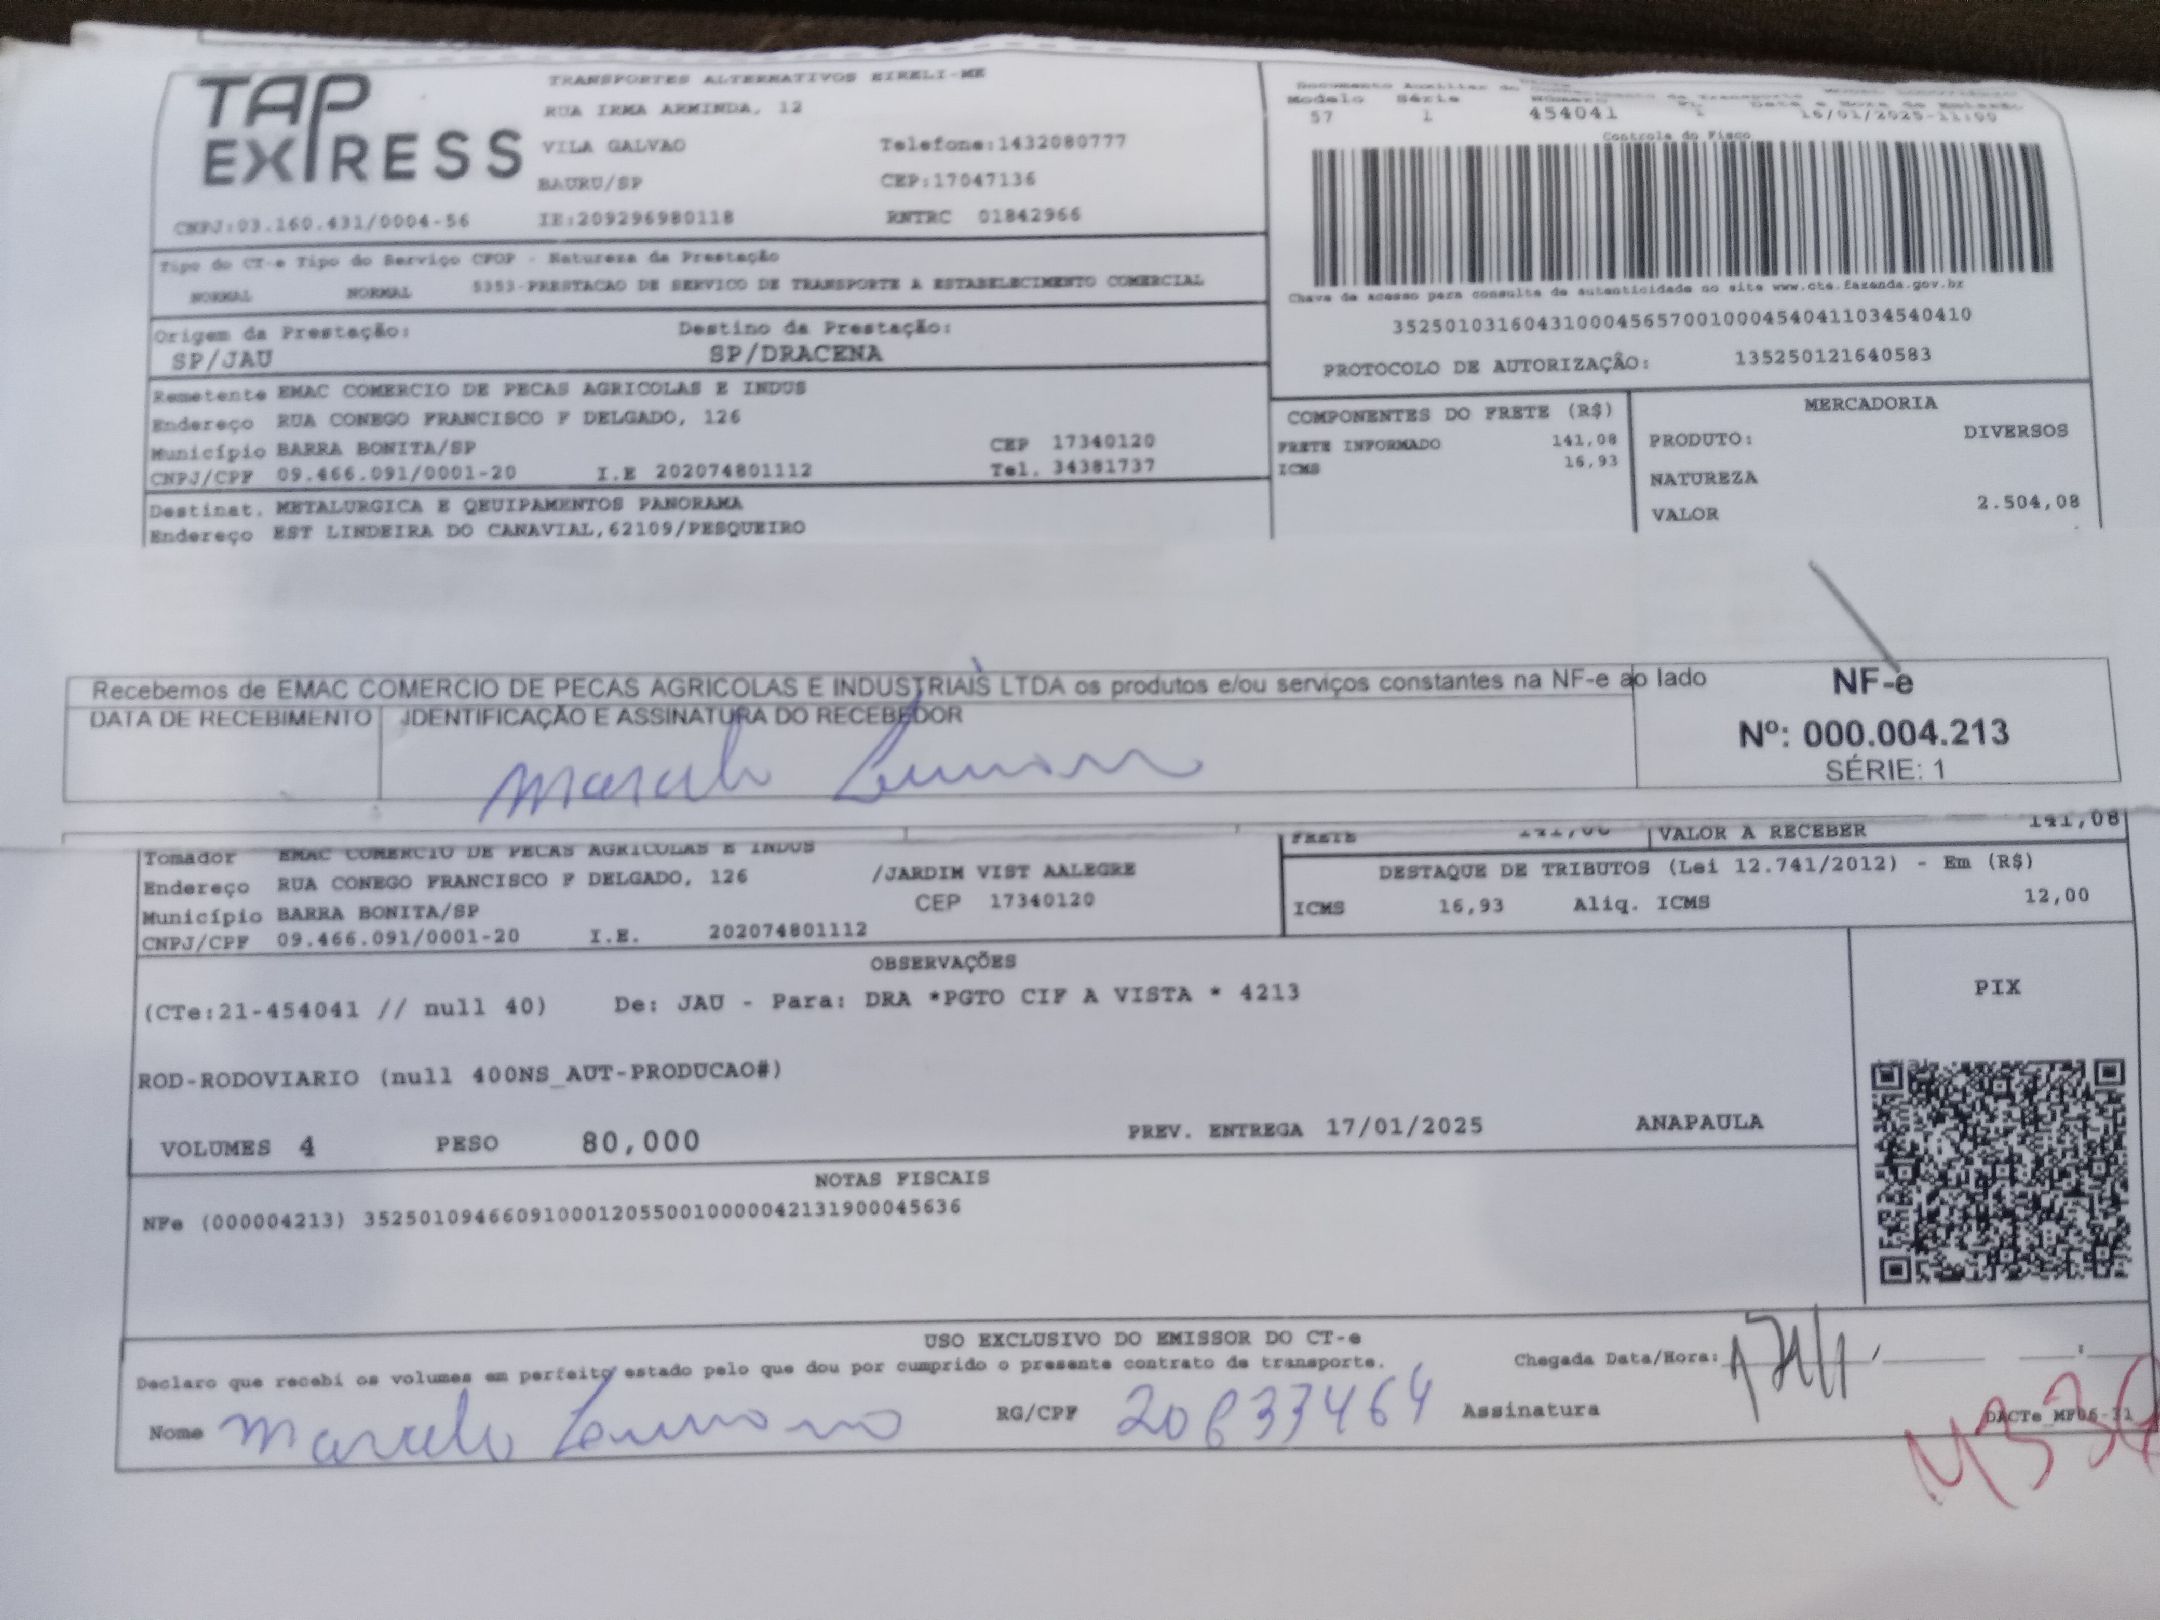 TAP EXPRESS
TRANSPORTES ALTERNATIVOS EIRELI-ME
RUA IRMA ARMINDA, 12
VILA GALVAO Telefone:1432080777
BAURU/SP CEP:17047136
CNPJ:03.160.431/0004-56 IE:209296980118 RNTRC 01842966
Modelo Série Número
57 1 454041 1 16/01/2025-11:00
Controle do Fisco
Chave de acesso para consulta de autenticidade no site www.cte.fazenda.gov.br
35250103160431000456570010004540411034540410
PROTOCOLO DE AUTORIZAÇÃO: 135250121640583
Tipo do CT-e Tipo do Serviço CFOP - Natureza da Prestação
NORMAL NORMAL 5353-PRESTACAO DE SERVICO DE TRANSPORTE A ESTABELECIMENTO COMERCIAL
Origem da Prestação: Destino da Prestação:
SP/JAU SP/DRACENA
Remetente EMAC COMERCIO DE PECAS AGRICOLAS E INDUS
Endereço RUA CONEGO FRANCISCO F DELGADO, 126
Município BARRA BONITA/SP CEP 17340120
CNPJ/CPF 09.466.091/0001-20 I.E 202074801112 Tel. 34381737
Destinat. METALURGICA E QEUIPAMENTOS PANORAMA
Endereço EST LINDEIRA DO CANAVIAL,62109/PESQUEIRO
COMPONENTES DO FRETE (R$)
FRETE INFORMADO 141,08
ICMS 16,93
MERCADORIA
PRODUTO: DIVERSOS
NATUREZA
VALOR 2.504,08
Recebemos de EMAC COMERCIO DE PECAS AGRICOLAS E INDUSTRIAIS LTDA os produtos e/ou serviços constantes na NF-e ao lado
DATA DE RECEBIMENTO IDENTIFICAÇÃO E ASSINATURA DO RECEBEDOR
Marcelo
NF-e
Nº: 000.004.213
SÉRIE: 1
Tomador EMAC COMERCIO DE PECAS AGRICOLAS E INDUS
Endereço RUA CONEGO FRANCISCO F DELGADO, 126 /JARDIM VIST AALEGRE
Município BARRA BONITA/SP CEP 17340120
CNPJ/CPF 09.466.091/0001-20 I.E. 202074801112
FRETE 141,08 VALOR A RECEBER 141,08
DESTAQUE DE TRIBUTOS (Lei 12.741/2012) - Em (R$)
ICMS 16,93 Aliq. ICMS 12,00
OBSERVAÇÕES
(CTe:21-454041 // null 40) De: JAU - Para: DRA *PGTO CIF A VISTA * 4213
ROD-RODOVIARIO (null 400NS_AUT-PRODUCAO#)
VOLUMES 4 PESO 80,000 PREV. ENTREGA 17/01/2025 ANAPAULA
PIX
NOTAS FISCAIS
NFe (000004213) 35250109466091000120550010000042131900045636
USO EXCLUSIVO DO EMISSOR DO CT-e
Declaro que recebi os volumes em perfeito estado pelo que dou por cumprido o presente contrato de transporte. Chegada Data/Hora:
Nome Marcelo RG/CPF 20833464 Assinatura
DACTe_MF06-31